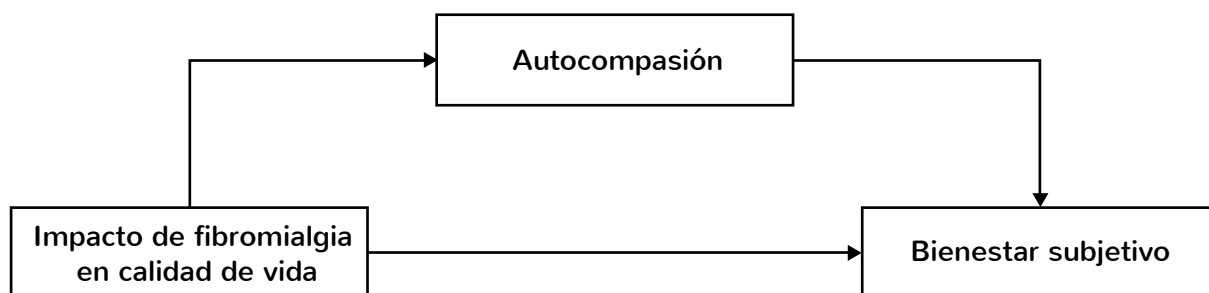 Autocompasión
Impacto de fibromialgia
en calidad de vida
Bienestar subjetivo